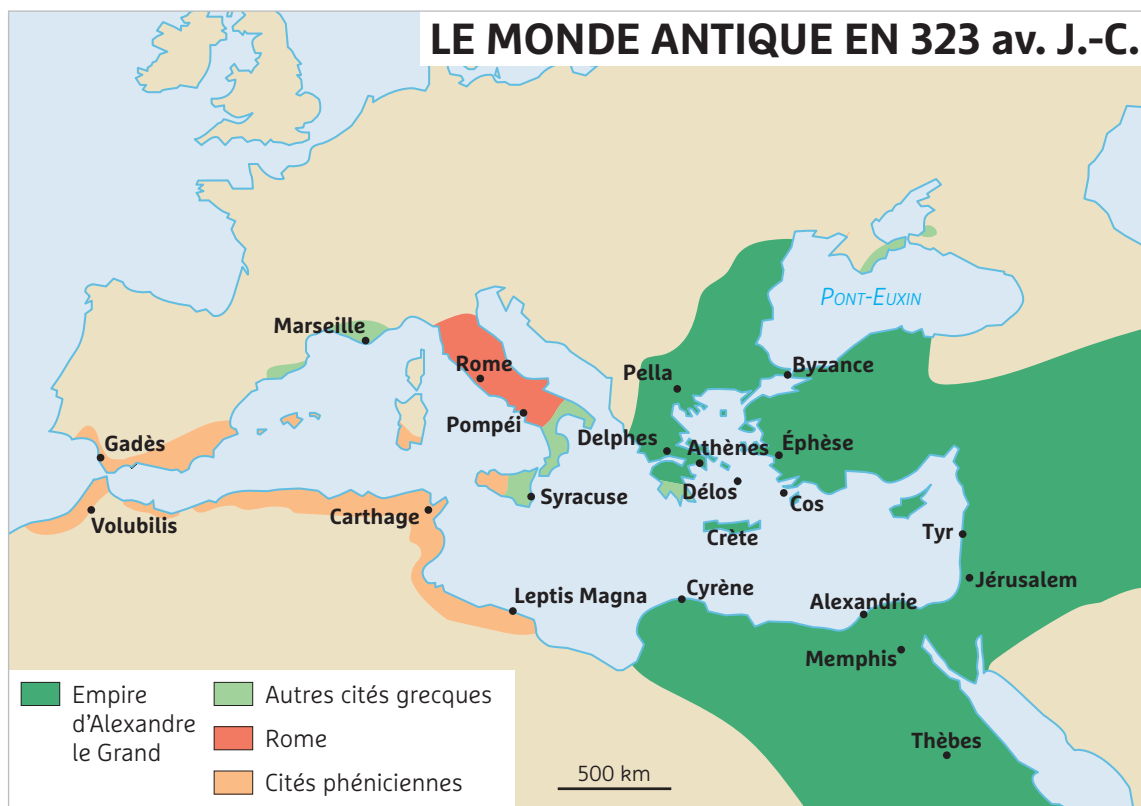 LE MONDE ANTIQUE EN 323 av. J.-C.
PONT-EUXIN
Marseille
Rome
Pella
Byzance
Pompéi
Delphes
Athènes
Éphèse
Gadès
Syracuse
Délos
Cos
Volubilis
Carthage
Crète
Tyr
Jérusalem
Leptis Magna
Cyrène
Alexandrie
Memphis
Thèbes
Empire
d'Alexandre
le Grand
Autres cités grecques
Rome
Cités phéniciennes
500 km